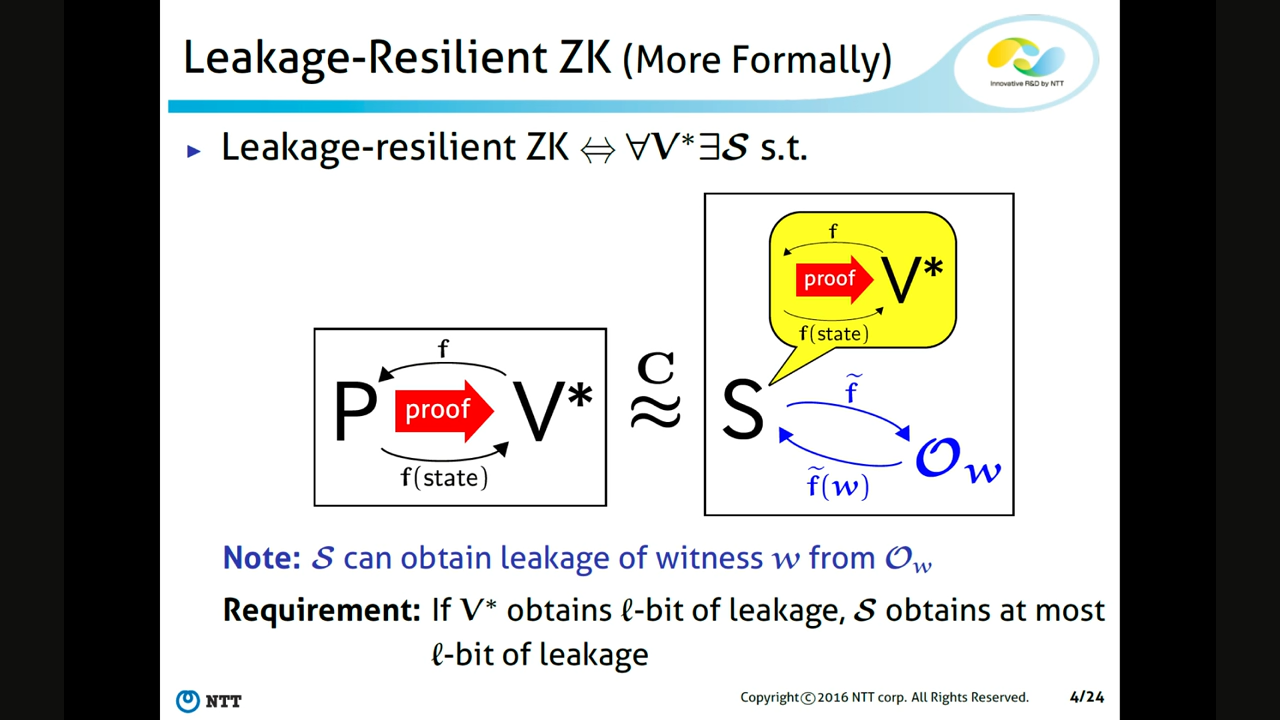 Leakage-Resilient ZK (More Formally)
Innovative R&D by NTT
▶ Leakage-resilient ZK ⇔ ∀V*∃𝒮 s.t.
f
proof
V*
f(state)
f
P
proof
V*
f(state)
C
≈
S
f̃
𝒪w
f̃(w)
Note: 𝒮 can obtain leakage of witness w from 𝒪w
Requirement: If V* obtains ℓ-bit of leakage, 𝒮 obtains at most
ℓ-bit of leakage
NTT
Copyright©2016 NTT corp. All Rights Reserved.
4/24